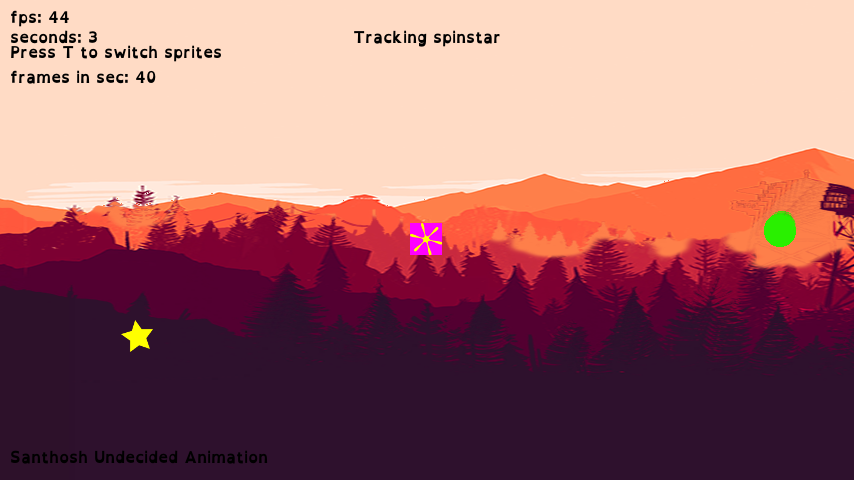 fps: 44
seconds: 3
Tracking spinstar
Press T to switch sprites
frames in sec: 40
Santhosh Undecided Animation